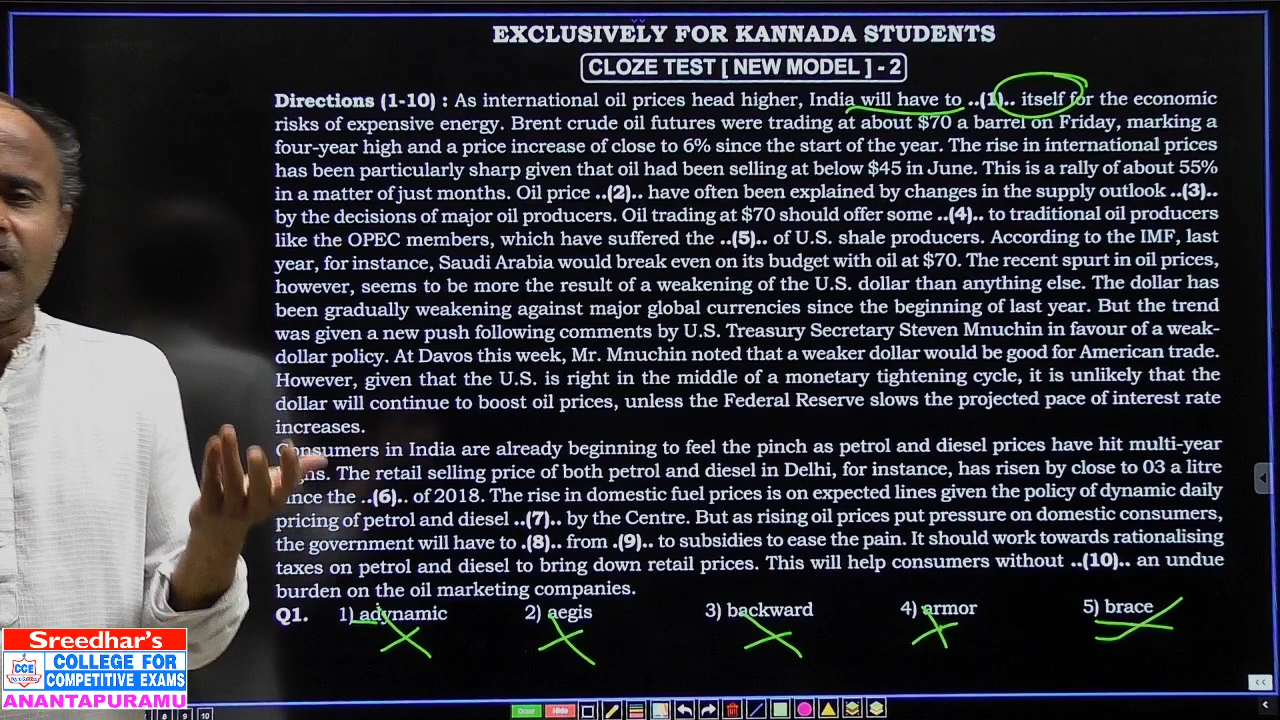 EXCLUSIVELY FOR KANNADA STUDENTS
CLOZE TEST [ NEW MODEL ] - 2
Directions (1-10) : As international oil prices head higher, India will have to ..(1).. itself for the economic
risks of expensive energy. Brent crude oil futures were trading at about $70 a barrel on Friday, marking a
four-year high and a price increase of close to 6% since the start of the year. The rise in international prices
has been particularly sharp given that oil had been selling at below $45 in June. This is a rally of about 55%
in a matter of just months. Oil price ..(2).. have often been explained by changes in the supply outlook ..(3)..
by the decisions of major oil producers. Oil trading at $70 should offer some ..(4).. to traditional oil producers
like the OPEC members, which have suffered the ..(5).. of U.S. shale producers. According to the IMF, last
year, for instance, Saudi Arabia would break even on its budget with oil at $70. The recent spurt in oil prices,
however, seems to be more the result of a weakening of the U.S. dollar than anything else. The dollar has
been gradually weakening against major global currencies since the beginning of last year. But the trend
was given a new push following comments by U.S. Treasury Secretary Steven Mnuchin in favour of a weak-
dollar policy. At Davos this week, Mr. Mnuchin noted that a weaker dollar would be good for American trade.
However, given that the U.S. is right in the middle of a monetary tightening cycle, it is unlikely that the
dollar will continue to boost oil prices, unless the Federal Reserve slows the projected pace of interest rate
increases.
Consumers in India are already beginning to feel the pinch as petrol and diesel prices have hit multi-year
The retail selling price of both petrol and diesel in Delhi, for instance, has risen by close to 03 a litre
the ..(6).. of 2018. The rise in domestic fuel prices is on expected lines given the policy of dynamic daily
pricing of petrol and diesel ..(7).. by the Centre. But as rising oil prices put pressure on domestic consumers,
the government will have to .(8).. from .(9).. to subsidies to ease the pain. It should work towards rationalising
taxes on petrol and diesel to bring down retail prices. This will help consumers without ..(10).. an undue
burden on the oil marketing companies.
Q1. 1) adynamic 2) aegis 3) backward 4) armor 5) brace
Sreedhar's
CCE
COLLEGE FOR
COMPETITIVE EXAMS
ANANTAPURAMU
Draw Hide
8 9 10